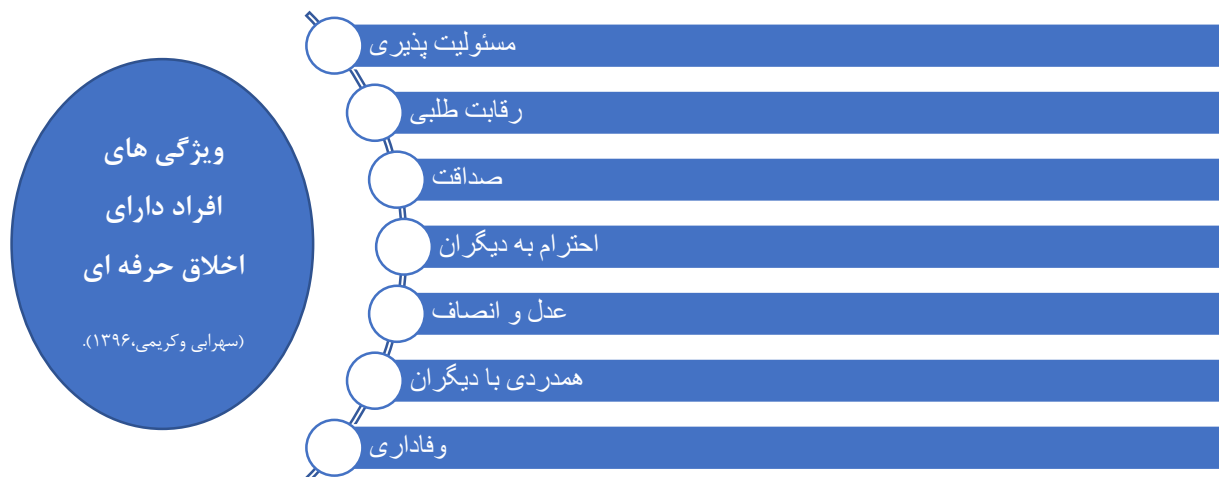 ویژگی های
افراد دارای
اخلاق حرفه ای
(سهرابی وکریمی،۱۳۹۶).
مسئولیت پذیری
رقابت طلبی
صداقت
احترام به دیگران
عدل و انصاف
همدردی با دیگران
وفاداری